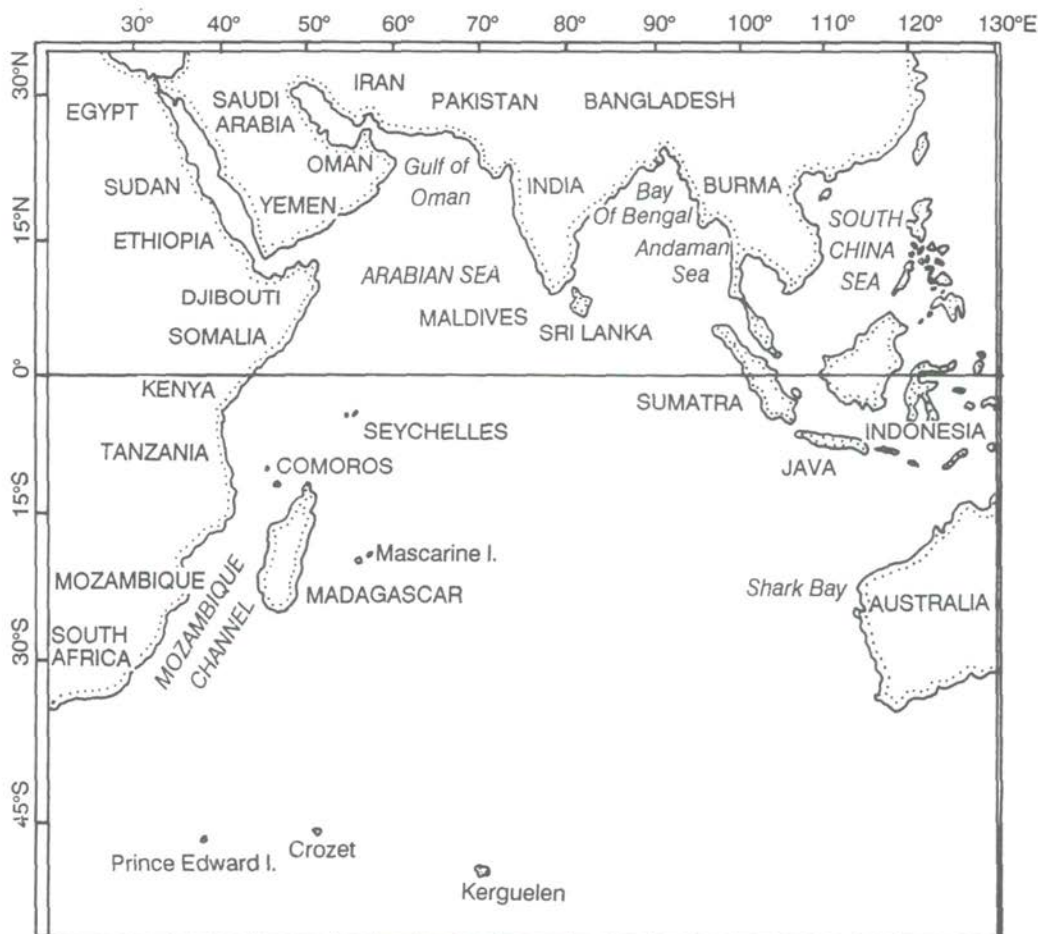 30° 40° 50° 60° 70° 80° 90° 100° 110° 120° 130°E
30°N
15°N
0°
15°S
30°S
45°S
EGYPT
SAUDI
ARABIA
IRAN
PAKISTAN
BANGLADESH
SUDAN
OMAN
Gulf of
Oman
INDIA
Bay
Of Bengal
BURMA
YEMEN
ETHIOPIA
ARABIAN SEA
Andaman
Sea
SOUTH
CHINA
SEA
DJIBOUTI
MALDIVES
SRI LANKA
SOMALIA
KENYA
SEYCHELLES
SUMATRA
INDONESIA
TANZANIA
COMOROS
JAVA
Mascarine I.
MOZAMBIQUE
MOZAMBIQUE
CHANNEL
MADAGASCAR
Shark Bay
AUSTRALIA
SOUTH
AFRICA
Prince Edward I.
Crozet
Kerguelen